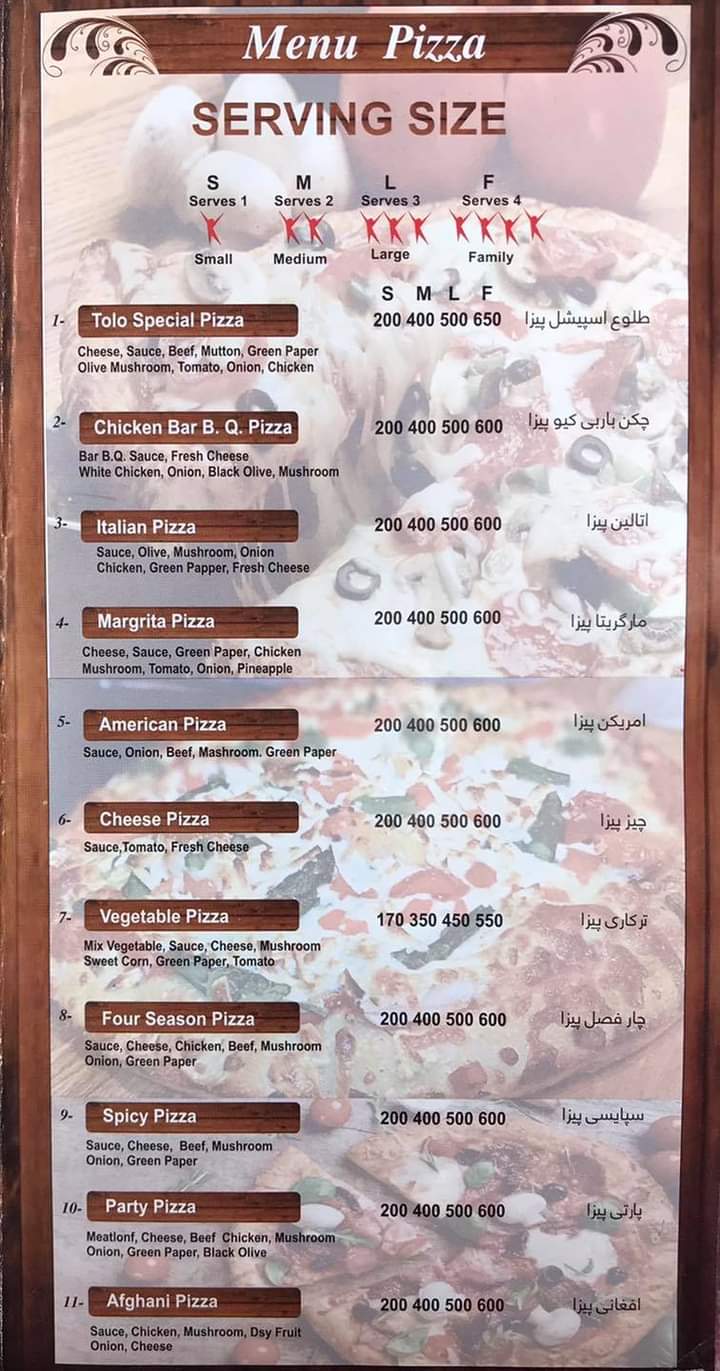 Menu Pizza
SERVING SIZE
S M L F
Serves 1 Serves 2 Serves 3 Serves 4
Small Medium Large Family
S M L F
1- Tolo Special Pizza 200 400 500 650 طلوع اسپیشل پیزا
Cheese, Sauce, Beef, Mutton, Green Paper
Olive Mushroom, Tomato, Onion, Chicken
2- Chicken Bar B. Q. Pizza 200 400 500 600 چکن باربی کیو پیزا
Bar B.Q. Sauce, Fresh Cheese
White Chicken, Onion, Black Olive, Mushroom
3- Italian Pizza 200 400 500 600 اتالین پیزا
Sauce, Olive, Mushroom, Onion
Chicken, Green Papper, Fresh Cheese
4- Margrita Pizza 200 400 500 600 مارگریتا پیزا
Cheese, Sauce, Green Paper, Chicken
Mushroom, Tomato, Onion, Pineapple
5- American Pizza 200 400 500 600 امریکن پیزا
Sauce, Onion, Beef, Mashroom. Green Paper
6- Cheese Pizza 200 400 500 600 چیز پیزا
Sauce,Tomato, Fresh Cheese
7- Vegetable Pizza 170 350 450 550 ترکاری پیزا
Mix Vegetable, Sauce, Cheese, Mushroom
Sweet Corn, Green Paper, Tomato
8- Four Season Pizza 200 400 500 600 چار فصل پیزا
Sauce, Cheese, Chicken, Beef, Mushroom
Onion, Green Paper
9- Spicy Pizza 200 400 500 600 سپایسی پیزا
Sauce, Cheese, Beef, Mushroom
Onion, Green Paper
10- Party Pizza 200 400 500 600 پارتی پیزا
Meatlonf, Cheese, Beef Chicken, Mushroom
Onion, Green Paper, Black Olive
11- Afghani Pizza 200 400 500 600 افغانی پیزا
Sauce, Chicken, Mushroom, Dsy Fruit
Onion, Cheese